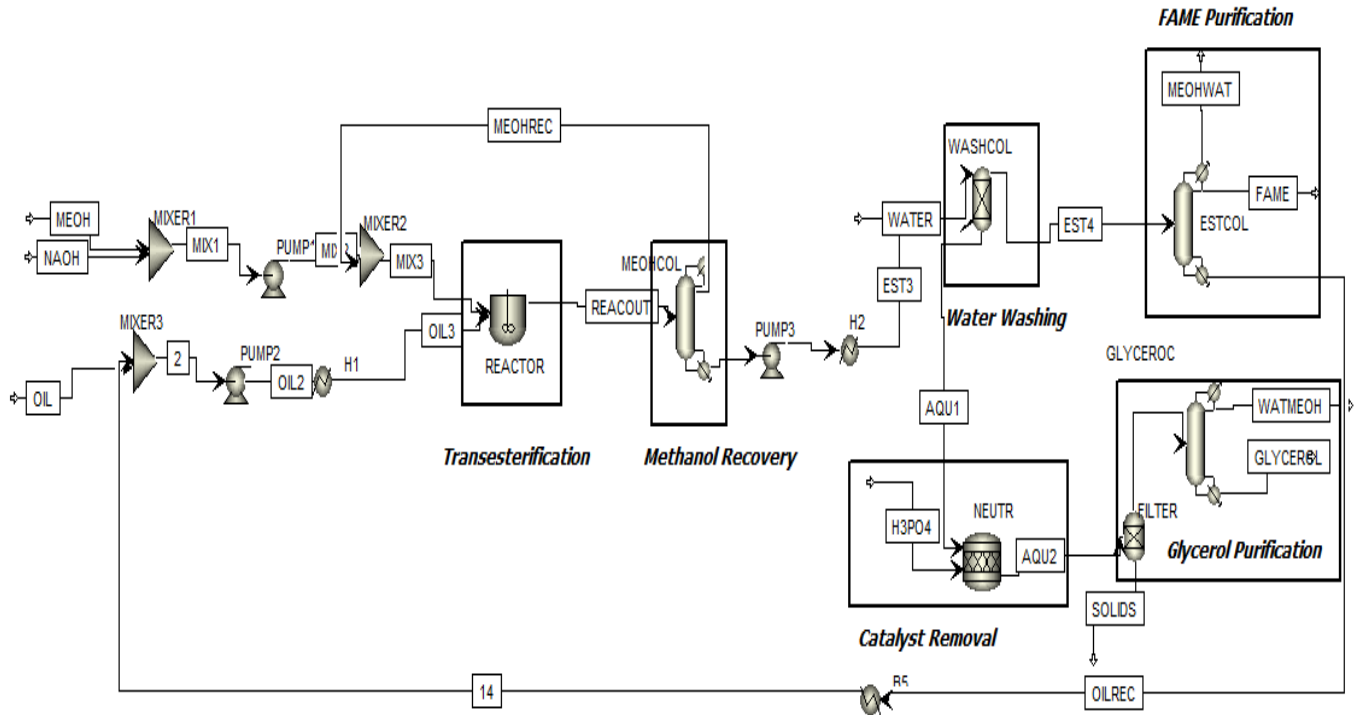 FAME Purification
MEOHWAT
MEOHREC
WASHCOL
MEOH
MIXER1
MIXER2
WATER
FAME
NAOH
MIX1
PUMP1
MIX3
MEOHCOL
EST4
ESTCOL
EST3
REACOUT
Water Washing
MIXER3
OIL3
PUMP3
H2
2
PUMP2
REACTOR
GLYCEROC
OIL
OIL2
H1
AQU1
WATMEOH
Transesterification
Methanol Recovery
GLYCEROL
H3PO4
NEUTR
FILTER
AQU2
Glycerol Purification
SOLIDS
Catalyst Removal
14
OILREC